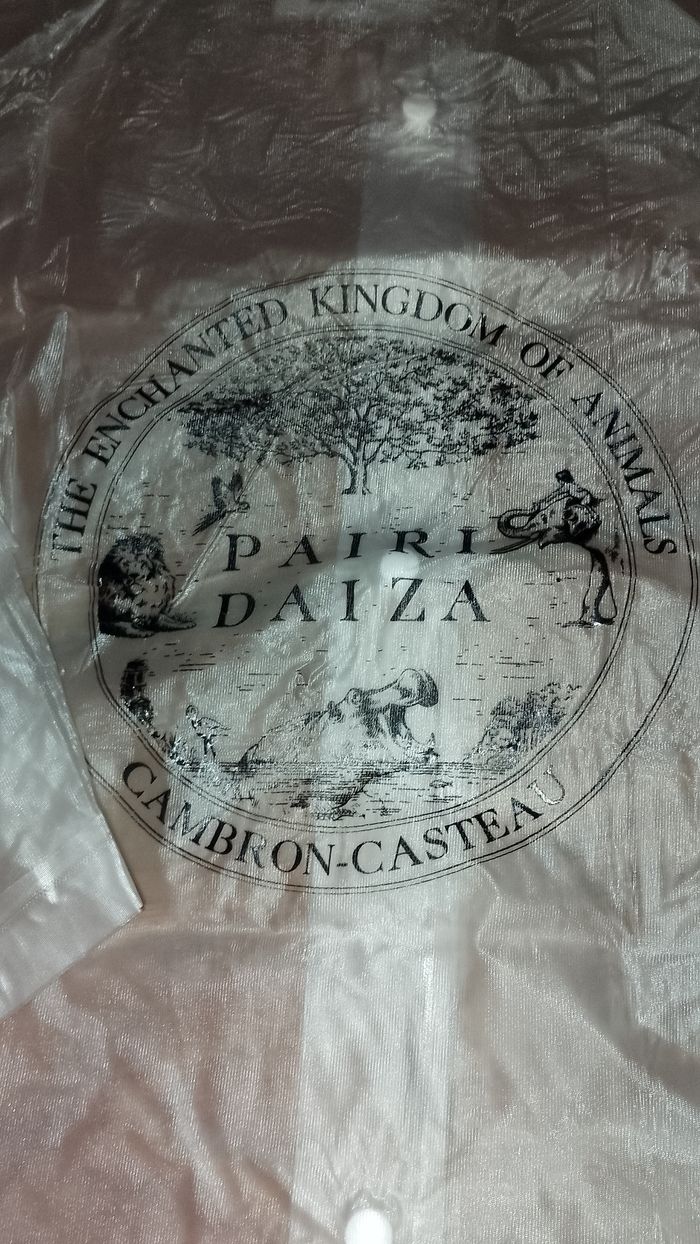 THE ENCHANTED KINGDOM OF ANIMALS
PAIRI
DAIZA
CAMBRON-CASTEAU